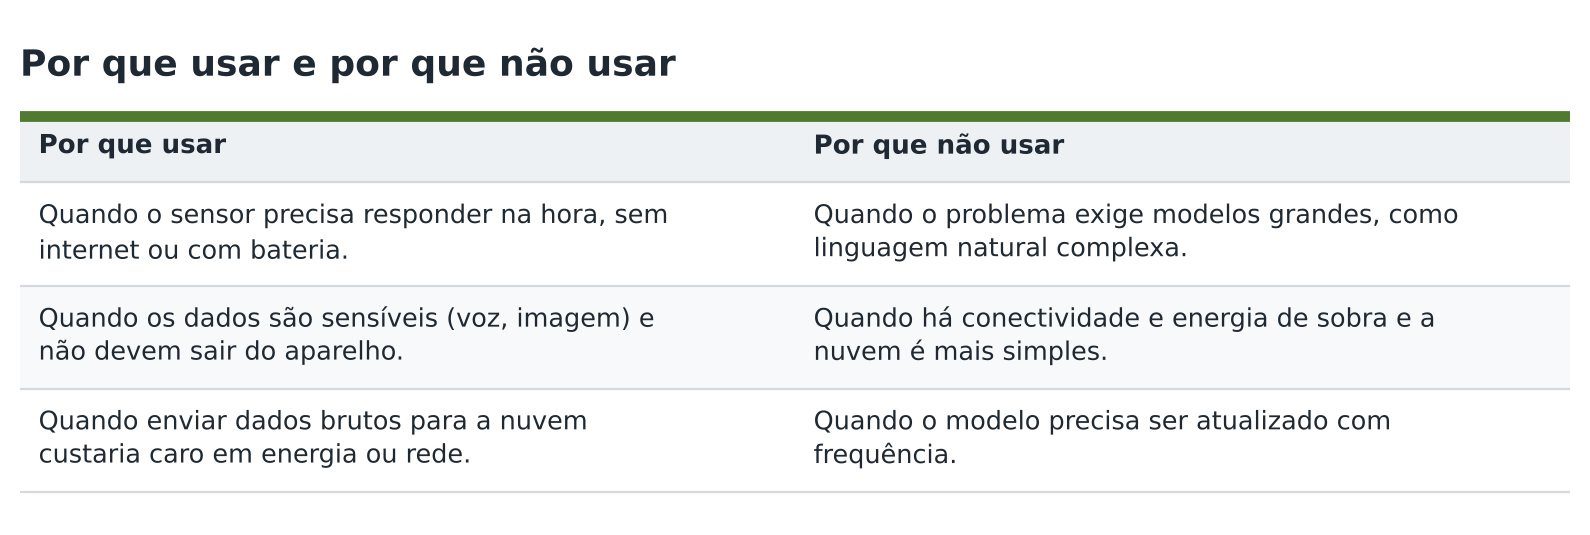 Por que usar e por que não usar
Por que usar
Por que não usar
Quando o sensor precisa responder na hora, sem
internet ou com bateria.
Quando o problema exige modelos grandes, como
linguagem natural complexa.
Quando os dados são sensíveis (voz, imagem) e
não devem sair do aparelho.
Quando há conectividade e energia de sobra e a
nuvem é mais simples.
Quando enviar dados brutos para a nuvem
custaria caro em energia ou rede.
Quando o modelo precisa ser atualizado com
frequência.